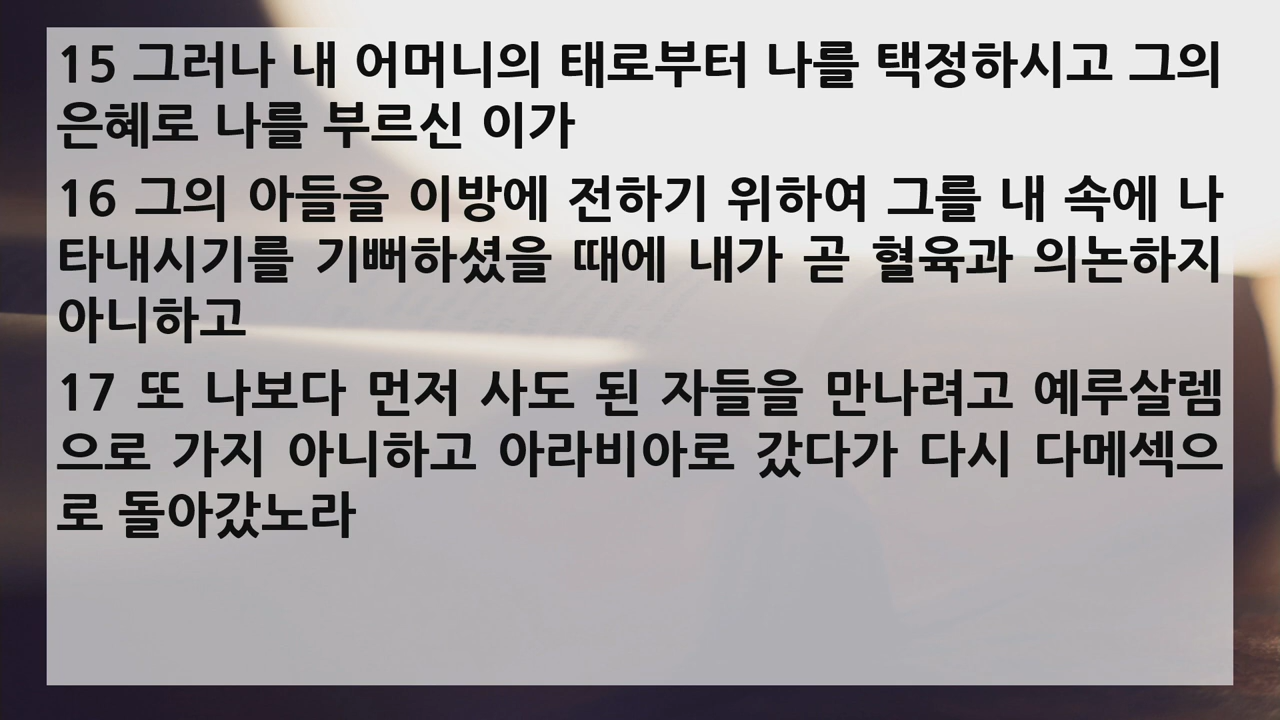 15 그러나 내 어머니의 태로부터 나를 택정하시고 그의
은혜로 나를 부르신 이가
16 그의 아들을 이방에 전하기 위하여 그를 내 속에 나
타내시기를 기뻐하셨을 때에 내가 곧 혈육과 의논하지
아니하고
17 또 나보다 먼저 사도 된 자들을 만나려고 예루살렘
으로 가지 아니하고 아라비아로 갔다가 다시 다메섹으
로 돌아갔노라